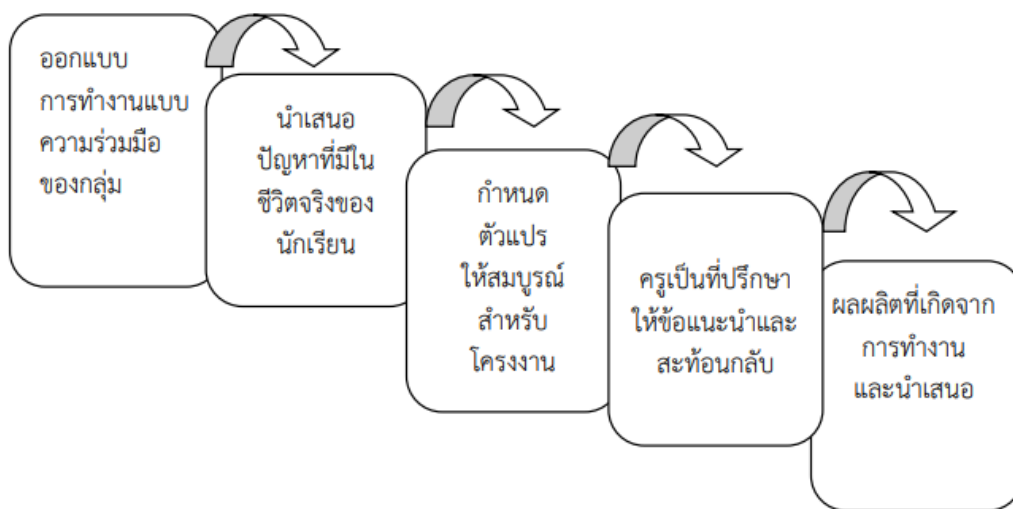 ออกแบบ
การทำงานแบบ
ความร่วมมือ
ของกลุ่ม
นำเสนอ
ปัญหาที่มีใน
ชีวิตจริงของ
นักเรียน
กำหนด
ตัวแปร
ให้สมบูรณ์
สำหรับ
โครงงาน
ครูเป็นที่ปรึกษา
ให้ข้อแนะนำและ
สะท้อนกลับ
ผลผลิตที่เกิดจาก
การทำงาน
และนำเสนอ